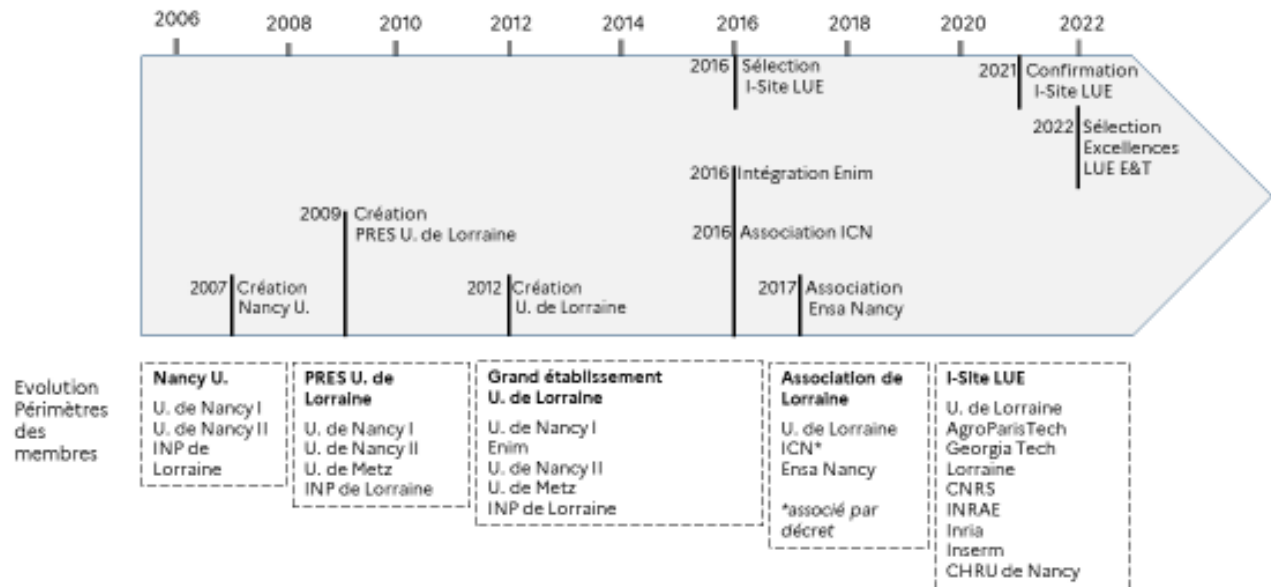 2006 2008 2010 2012 2014 2016 2018 2020 2022
2016 Sélection
I-Site LUE
2021 Confirmation
I-Site LUE
2022 Sélection
Excellences
LUE E&T
2016 Intégration Enim
2009 Création
PRES U. de Lorraine
2016 Association ICN
2007 Création
Nancy U.
2012 Création
U. de Lorraine
2017 Association
Ensa Nancy
Evolution
Périmètres
des
membres
Nancy U.
U. de Nancy I
U. de Nancy II
INP de
Lorraine
PRES U. de
Lorraine
U. de Nancy I
U. de Nancy II
U. de Metz
INP de Lorraine
Grand établissement
U. de Lorraine
U. de Nancy I
Enim
U. de Nancy II
U. de Metz
INP de Lorraine
Association de
Lorraine
U. de Lorraine
ICN*
Ensa Nancy
*associé par
décret
I-Site LUE
U. de Lorraine
AgroParisTech
Georgia Tech
Lorraine
CNRS
INRAE
Inria
Inserm
CHRU de Nancy